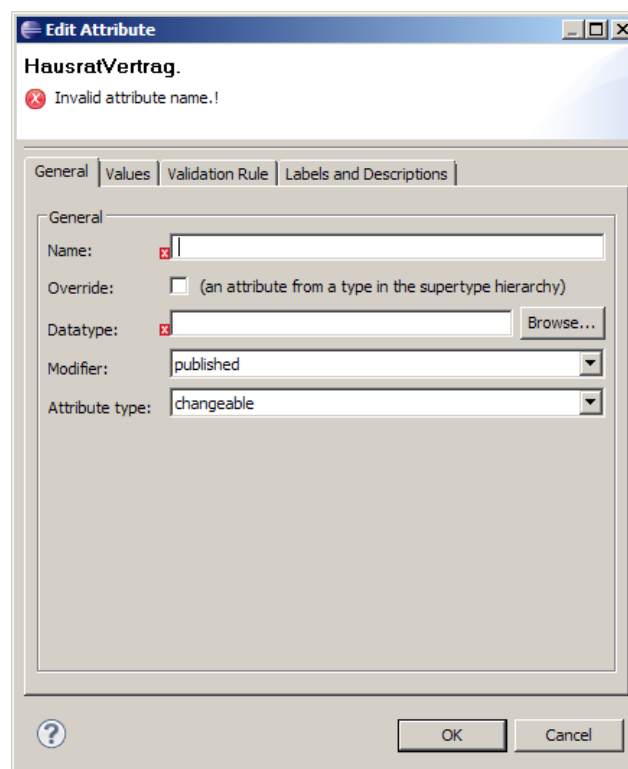 Edit Attribute
HausratVertrag.
Invalid attribute name.!
General Values Validation Rule Labels and Descriptions
General
Name:
Override: (an attribute from a type in the supertype hierarchy)
Datatype: Browse...
Modifier: published
Attribute type: changeable
? OK Cancel